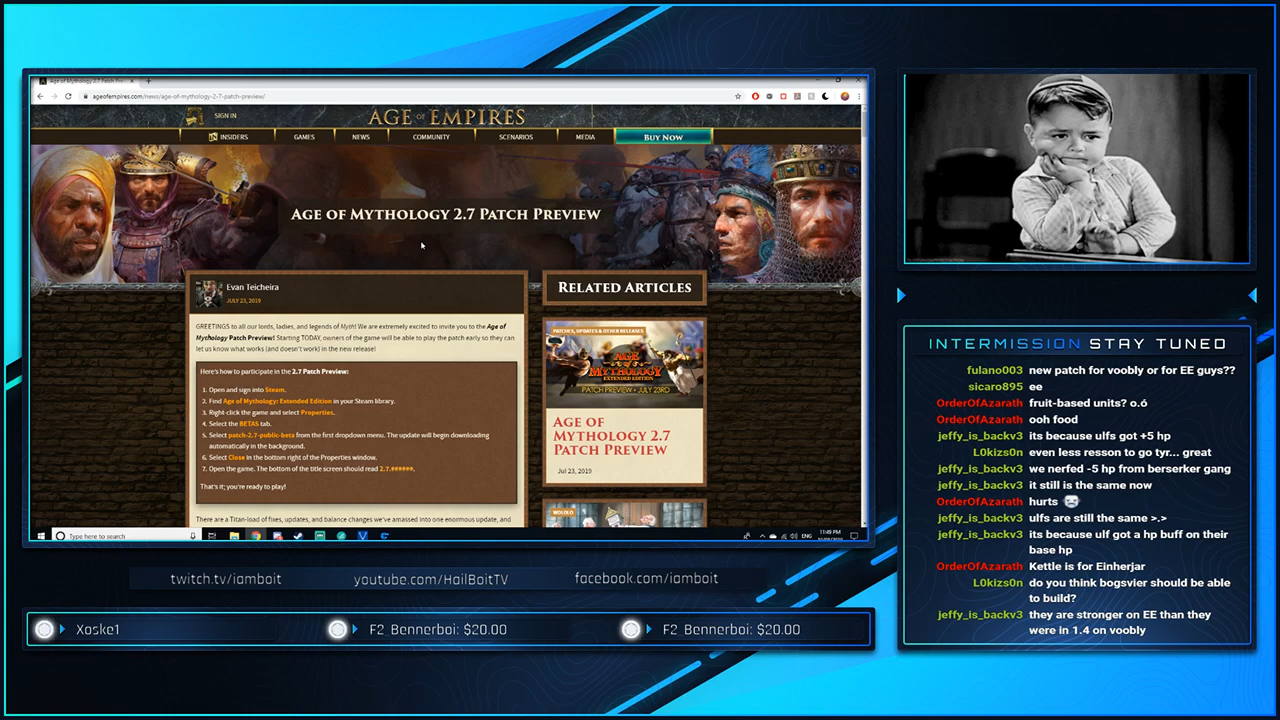 Age of Mythology 2.7 Patch Pre
ageofempires.com/news/age-of-mythology-2-7-patch-preview/
SIGN IN
AGE OF EMPIRES
INSIDERS
GAMES
NEWS
COMMUNITY
SCENARIOS
MEDIA
BUY NOW
AGE OF MYTHOLOGY 2.7 PATCH PREVIEW
Evan Teicheira
JULY 23, 2019
GREETINGS to all our lords, ladies, and legends of Myth! We are extremely excited to invite you to the Age of
Mythology Patch Preview! Starting TODAY, owners of the game will be able to play the patch early so they can
let us know what works (and doesn't work) in the new release!
Here's how to participate in the 2.7 Patch Preview:
1. Open and sign into Steam.
2. Find Age of Mythology: Extended Edition in your Steam library.
3. Right-click the game and select Properties.
4. Select the BETAS tab.
5. Select patch-2.7-public-beta from the first dropdown menu. The update will begin downloading
automatically in the background.
6. Select Close in the bottom right of the Properties window.
7. Open the game. The bottom of the title screen should read 2.7.######.
That's it; you're ready to play!
There are a Titan-load of fixes, updates, and balance changes we've amassed into one enormous update, and
RELATED ARTICLES
PATCHES, UPDATES & OTHER RELEASES
AGE OF
MYTHOLOGY
EXTENDED EDITION
PATCH PREVIEW • JULY 23RD
AGE OF
MYTHOLOGY 2.7
PATCH PREVIEW
Jul 23, 2019
WOLOLO
Type here to search
ENG
11:49 PM
INTERMISSION STAY TUNED
fulano003 new patch for voobly or for EE guys??
sicaro895 ee
OrderOfAzarath fruit-based units? o.ó
OrderOfAzarath ooh food
jeffy_is_backv3 its because ulfs got +5 hp
L0kizs0n even less resson to go tyr... great
jeffy_is_backv3 we nerfed -5 hp from berserker gang
jeffy_is_backv3 it still is the same now
OrderOfAzarath hurts
jeffy_is_backv3 ulfs are still the same >.>
jeffy_is_backv3 its because ulf got a hp buff on their
base hp
OrderOfAzarath Kettle is for Einherjar
L0kizs0n do you think bogsvier should be able
to build?
jeffy_is_backv3 they are stronger on EE than they
were in 1.4 on voobly
twitch.tv/iamboit
youtube.com/HailBoitTV
facebook.com/iamboit
Xoske1
F2_Bennerboi: $20.00
F2_Bennerboi: $20.00